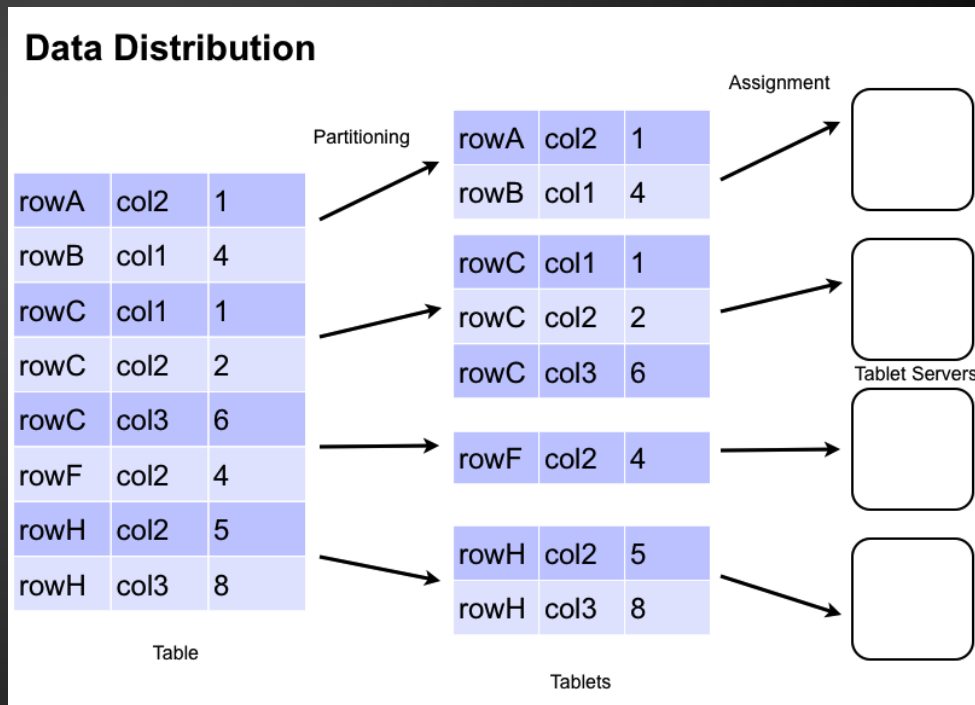 Data Distribution
Assignment
Partitioning
rowA col2 1
rowB col1 4
rowC col1 1
rowC col2 2
rowC col3 6
rowF col2 4
rowH col2 5
rowH col3 8
Table
rowA col2 1
rowB col1 4
rowC col1 1
rowC col2 2
rowC col3 6
rowF col2 4
rowH col2 5
rowH col3 8
Tablets
Tablet Servers